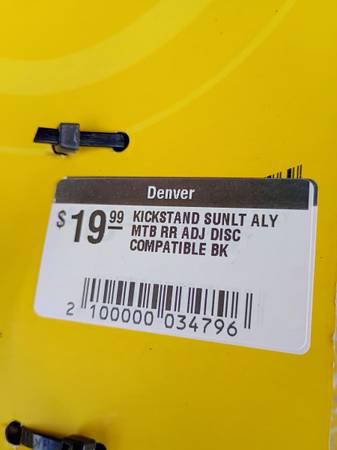 Denver
$19.99 KICKSTAND SUNLT ALY
MTB RR ADJ DISC
COMPATIBLE BK
2 100000 034796